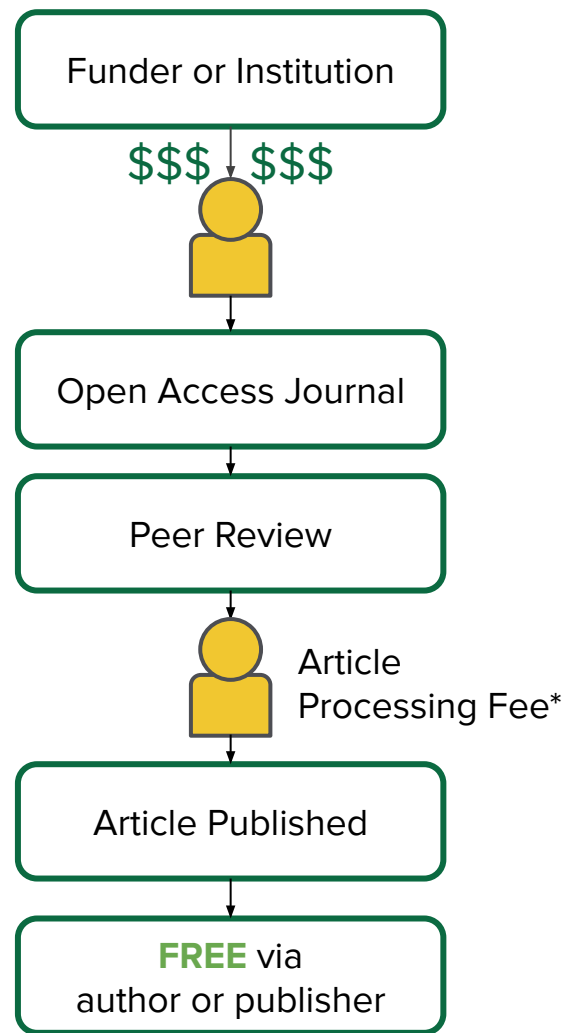 Funder or Institution
$$$ $$$
Open Access Journal
Peer Review
Article
Processing Fee*
Article Published
FREE via
author or publisher